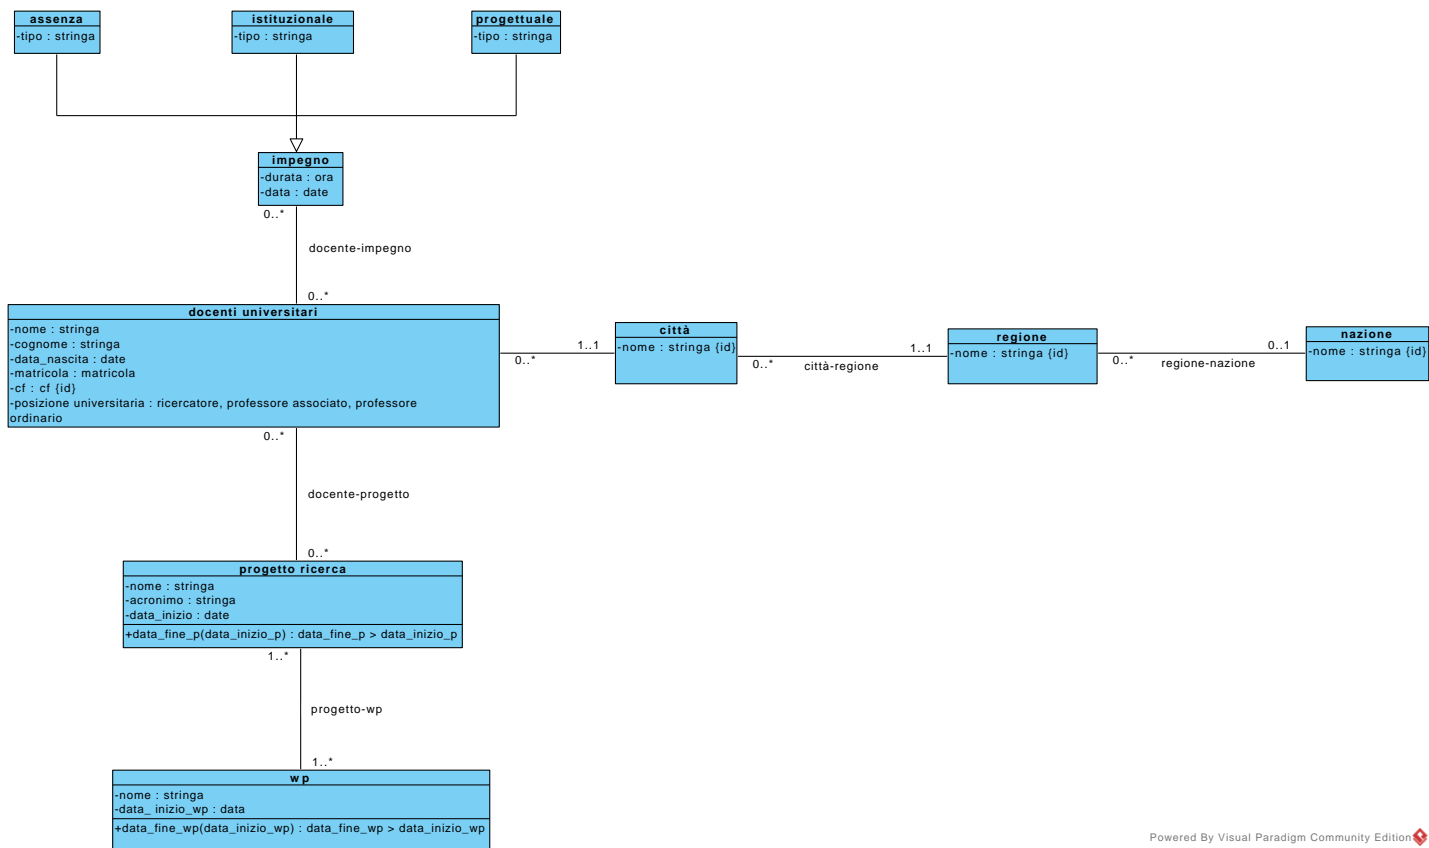 assenza
-tipo : stringa
istituzionale
-tipo : stringa
progettuale
-tipo : stringa
impegno
-durata : ora
-data : date
0..*
docente-impegno
0..*
docenti universitari
-nome : stringa
-cognome : stringa
-data_nascita : date
-matricola : matricola
-cf : cf {id}
-posizione universitaria : ricercatore, professore associato, professore
ordinario
0..*
1..1
città
-nome : stringa {id}
0..*
città-regione
1..1
regione
-nome : stringa {id}
0..*
regione-nazione
0..1
nazione
-nome : stringa {id}
0..*
docente-progetto
0..*
progetto ricerca
-nome : stringa
-acronimo : stringa
-data_inizio : date
+data_fine_p(data_inizio_p) : data_fine_p > data_inizio_p
1..*
progetto-wp
1..*
wp
-nome : stringa
-data_ inizio_wp : data
+data_fine_wp(data_inizio_wp) : data_fine_wp > data_inizio_wp
Powered By Visual Paradigm Community Edition